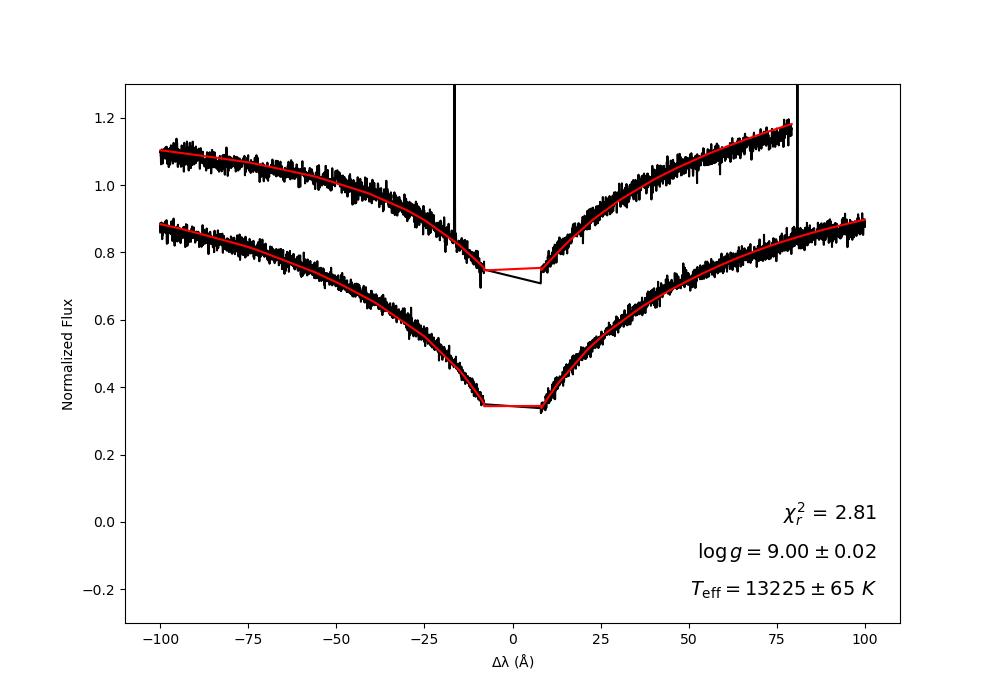 1.2
1.0
0.8
0.6
0.4
0.2
0.0
−0.2
Normalized Flux
χ²ᵣ = 2.81
log g = 9.00 ± 0.02
T_eff = 13225 ± 65 K
−100 −75 −50 −25 0 25 50 75 100
Δλ (Å)